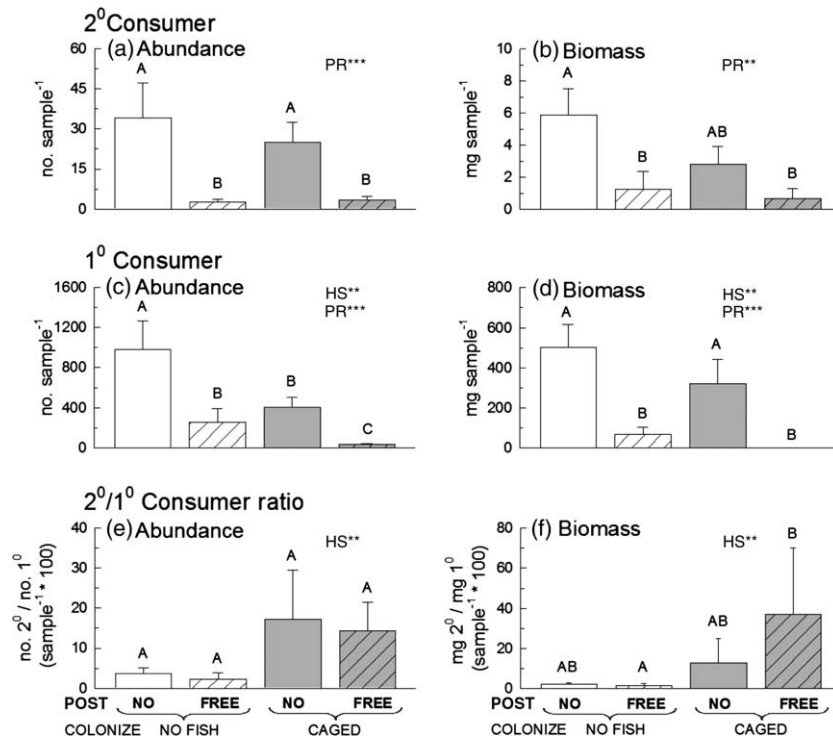 2⁰Consumer
(a) Abundance
PR***
60
45
30
15
0
no. sample⁻¹
A
B
A
B
(b) Biomass
PR**
10
8
6
4
2
0
mg sample⁻¹
A
B
AB
B
1⁰ Consumer
(c) Abundance
HS**
PR***
1600
1200
800
400
0
no. sample⁻¹
A
B
B
C
(d) Biomass
HS**
PR***
800
600
400
200
0
mg sample⁻¹
A
B
A
B
2⁰/1⁰ Consumer ratio
(e) Abundance
HS**
40
30
20
10
0
no. 2⁰ / no. 1⁰
(sample⁻¹ * 100)
A
A
A
A
(f) Biomass
HS**
80
60
40
20
0
mg 2⁰ / mg 1⁰
(sample⁻¹ * 100)
AB
A
AB
B
POST NO FREE NO FREE NO FREE NO FREE
COLONIZE NO FISH CAGED COLONIZE NO FISH CAGED